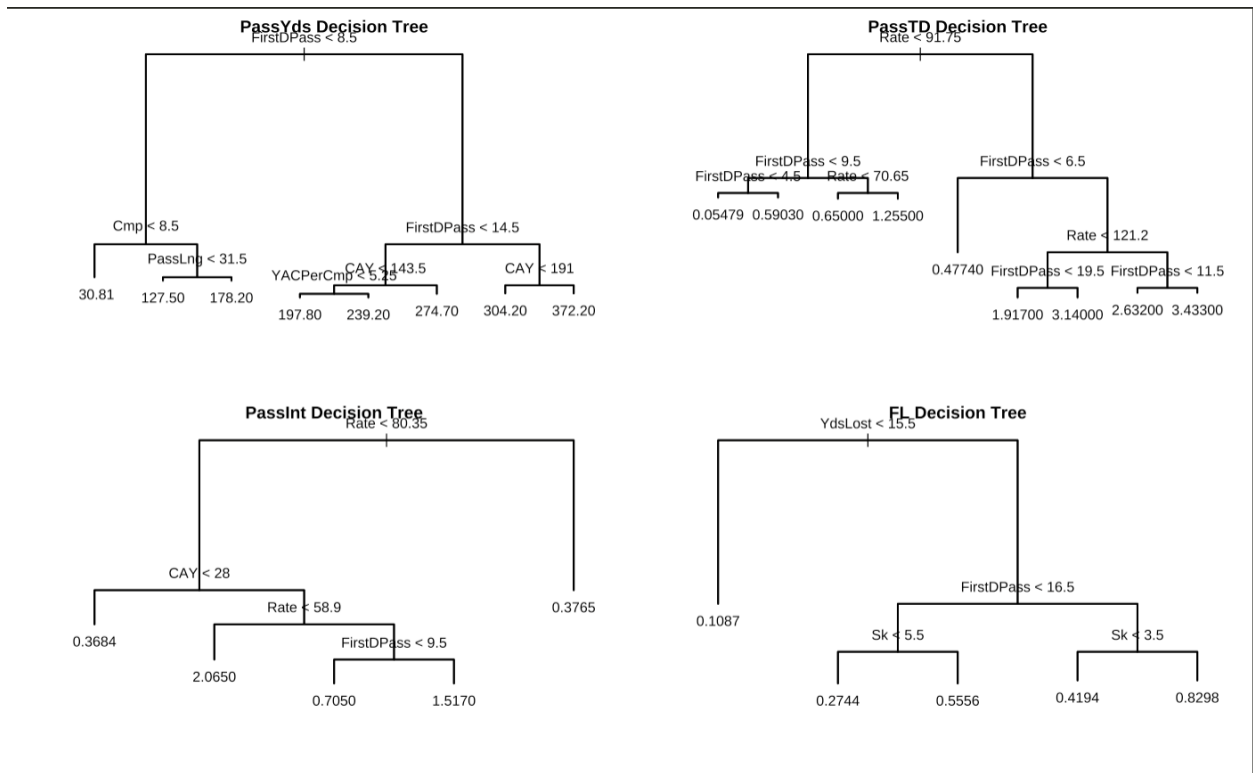 PassYds Decision Tree
FirstDPass < 8.5
Cmp < 8.5
FirstDPass < 14.5
PassLng < 31.5
CAY < 143.5
CAY < 191
YACPerCmp < 5.25
30.81
127.50
178.20
197.80
239.20
274.70
304.20
372.20
PassTD Decision Tree
Rate < 91.75
FirstDPass < 9.5
FirstDPass < 6.5
FirstDPass < 4.5
Rate < 70.65
0.05479
0.59030
0.65000
1.25500
Rate < 121.2
0.47740
FirstDPass < 19.5
FirstDPass < 11.5
1.91700
3.14000
2.63200
3.43300
PassInt Decision Tree
Rate < 80.35
CAY < 28
Rate < 58.9
0.3765
0.3684
FirstDPass < 9.5
2.0650
0.7050
1.5170
FL Decision Tree
YdsLost < 15.5
FirstDPass < 16.5
0.1087
Sk < 5.5
Sk < 3.5
0.2744
0.5556
0.4194
0.8298